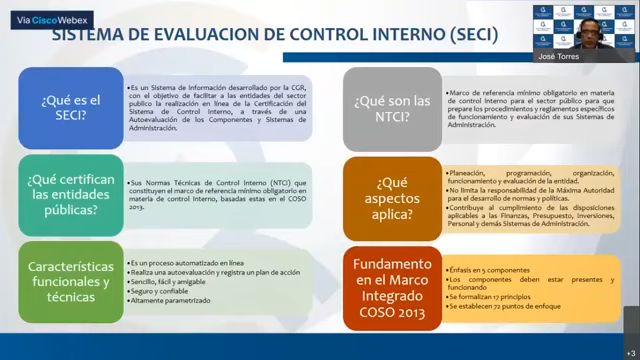 Via Cisco Webex
SISTEMA DE EVALUACION DE CONTROL INTERNO (SECI)
José Torres
¿Qué es el
SECI?
•Es un Sistema de Información desarrollado por la CGR,
con el objetivo de facilitar a las entidades del sector
publico la realización en línea de la Certificación del
Sistema de Control Interno, a través de una
Autoevaluación de los Componentes y Sistemas de
Administración.
¿Qué son las
NTCI?
•Marco de referencia mínimo obligatorio en materia
de control Interno para el sector público para que
prepare los procedimientos y reglamentos específicos
de funcionamiento y evaluación de sus Sistemas de
Administración.
¿Qué certifican
las entidades
públicas?
•Sus Normas Técnicas de Control Interno (NTCI) que
constituyen el marco de referencia mínimo obligatorio en
materia de control Interno, basadas estas en el COSO
2013.
¿Qué
aspectos
aplica?
•Planeación, programación, organización,
funcionamiento y evaluación de la entidad.
•No limita la responsabilidad de la Máxima Autoridad
para el desarrollo de normas y políticas.
•Contribuye al cumplimiento de las disposiciones
aplicables a las Finanzas, Presupuesto, Inversiones,
Personal y demás Sistemas de Administración.
Características
funcionales y
técnicas
•Es un proceso automatizado en línea
•Realiza una autoevaluación y registra un plan de acción
•Sencillo, fácil y amigable
•Seguro y confiable
•Altamente parametrizado
Fundamento
en el Marco
Integrado
COSO 2013
•Énfasis en 5 componentes
•Los componentes deben estar presentes y
funcionando
•Se formalizan 17 principios
•Se establecen 72 puntos de enfoque
+3